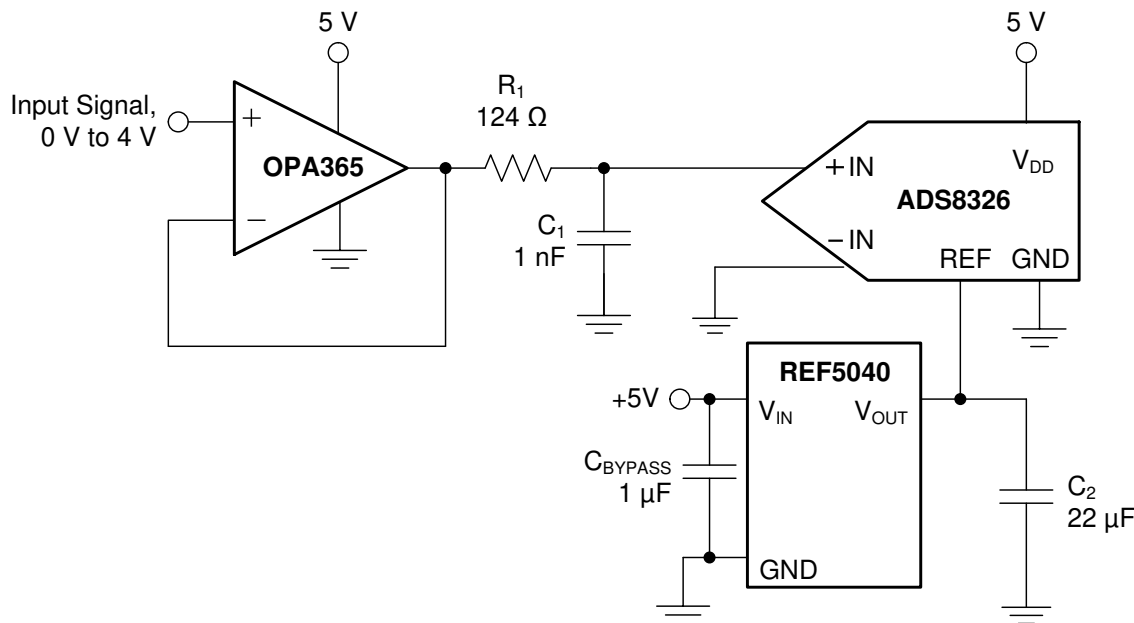 5 V
5 V
R1
124 Ω
Input Signal,
0 V to 4 V
+
OPA365
−
+IN
VDD
ADS8326
−IN
REF GND
C1
1 nF
REF5040
+5V
VIN
VOUT
CBYPASS
1 µF
C2
22 µF
GND